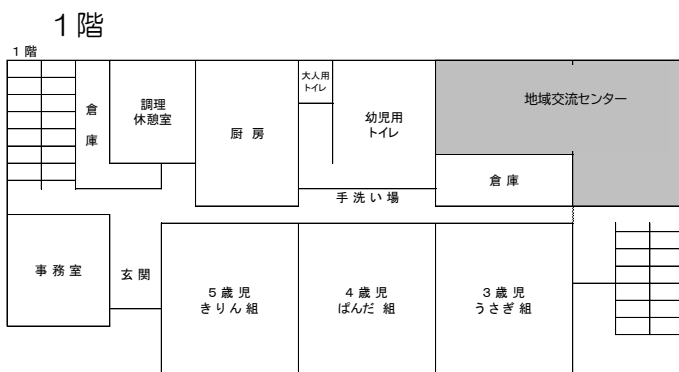 1階
1階
大人用
トイレ
地域交流センター
倉
庫
調理
休憩室
厨房
幼児用
トイレ
倉庫
手洗い場
事務室
玄関
5歳児
きりん組
4歳児
ぱんだ組
3歳児
うさぎ組